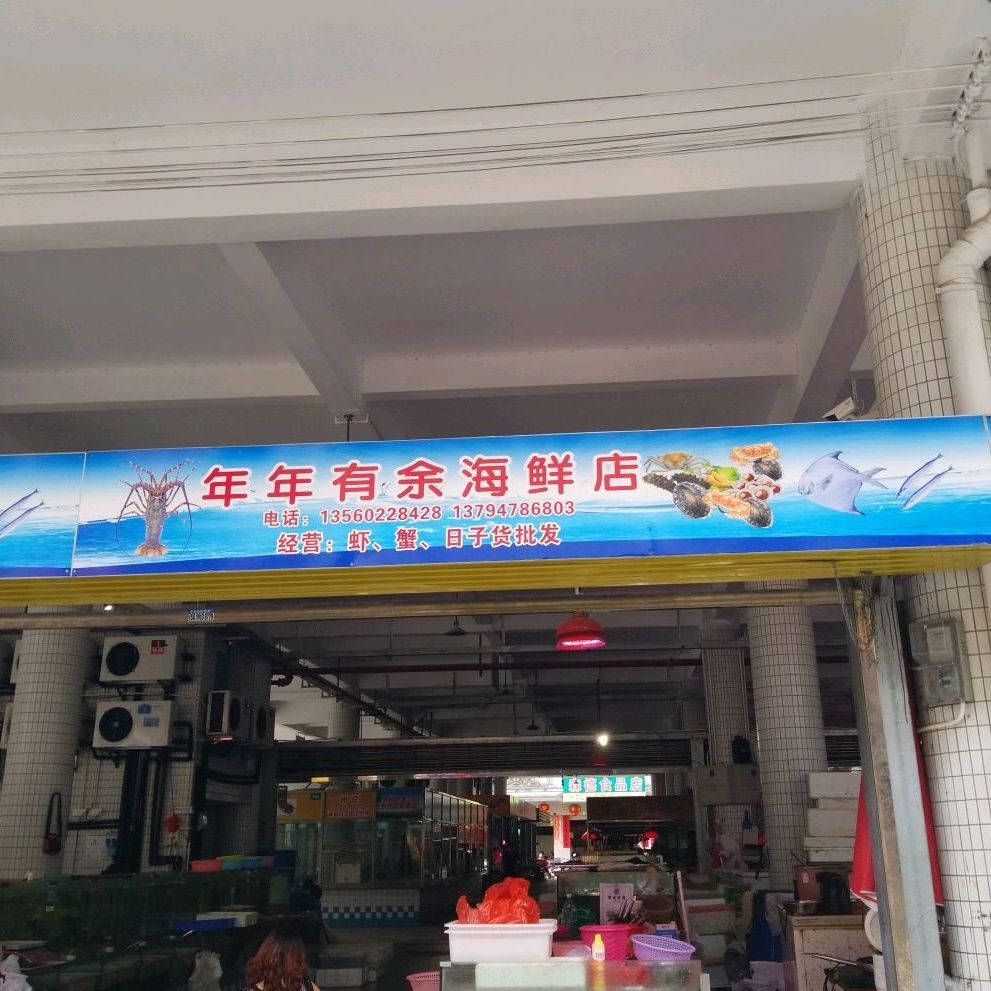 年年有余海鲜店
电话：13560228428 13794786803
经营：虾、蟹、日子货批发
森德食品店